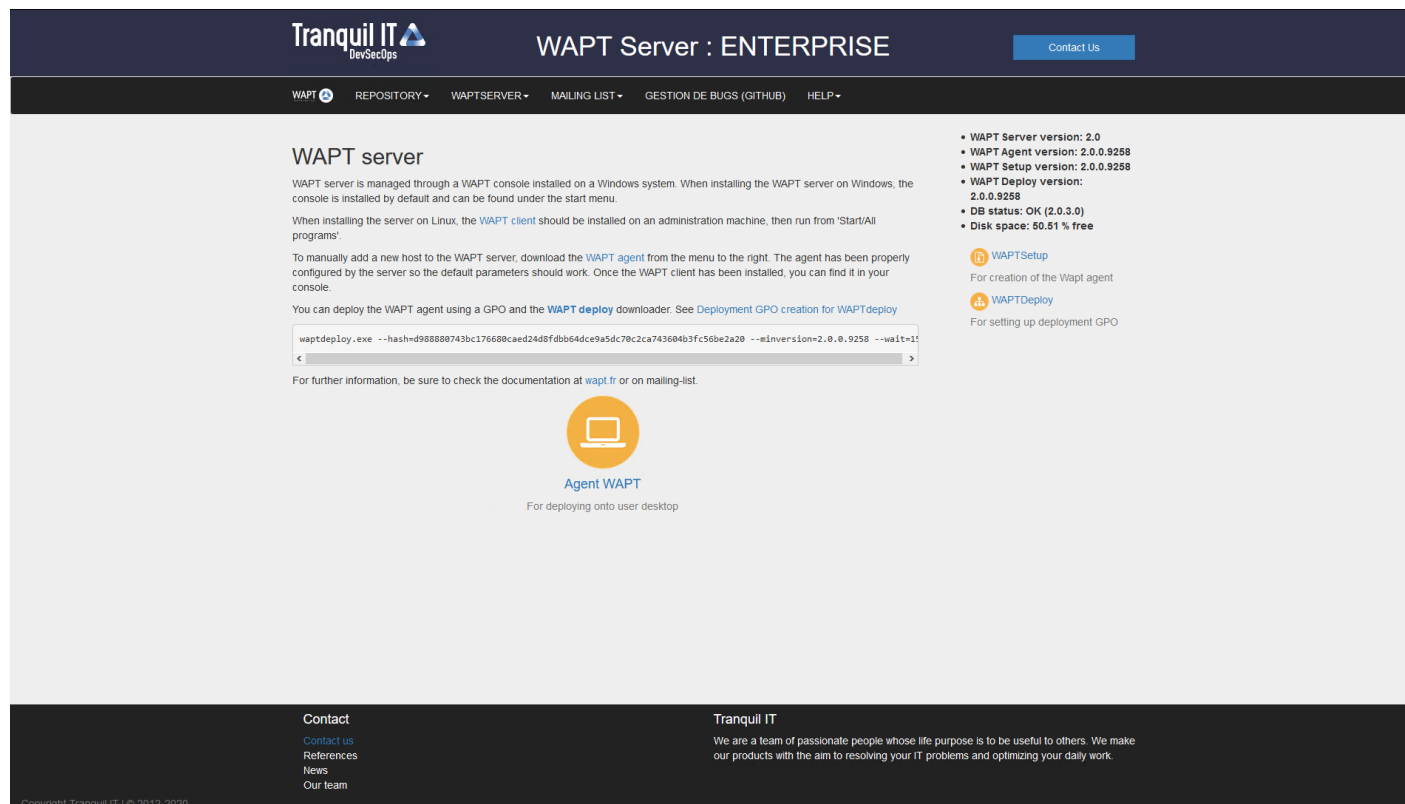 Tranquil IT
DevSecOps
WAPT Server : ENTERPRISE
Contact Us
WAPT
REPOSITORY
WAPTSERVER
MAILING LIST
GESTION DE BUGS (GITHUB)
HELP
WAPT server
WAPT server is managed through a WAPT console installed on a Windows system. When installing the WAPT server on Windows, the
console is installed by default and can be found under the start menu.
When installing the server on Linux, the WAPT client should be installed on an administration machine, then run from 'Start/All
programs'.
To manually add a new host to the WAPT server, download the WAPT agent from the menu to the right. The agent has been properly
configured by the server so the default parameters should work. Once the WAPT client has been installed, you can find it in your
console.
You can deploy the WAPT agent using a GPO and the WAPT deploy downloader. See Deployment GPO creation for WAPTdeploy
waptdeploy.exe --hash=d988880743bc176680caed24d8fdbb64dce9a5dc70c2ca743604b3fc56be2a20 --minversion=2.0.0.9258 --wait=15
For further information, be sure to check the documentation at wapt.fr or on mailing-list.
Agent WAPT
For deploying onto user desktop
• WAPT Server version: 2.0
• WAPT Agent version: 2.0.0.9258
• WAPT Setup version: 2.0.0.9258
• WAPT Deploy version:
2.0.0.9258
• DB status: OK (2.0.3.0)
• Disk space: 50.51 % free
WAPTSetup
For creation of the Wapt agent
WAPTDeploy
For setting up deployment GPO
Contact
Contact us
References
News
Our team
Tranquil IT
We are a team of passionate people whose life purpose is to be useful to others. We make
our products with the aim to resolving your IT problems and optimizing your daily work.
Copyright Tranquil IT | © 2012-2020